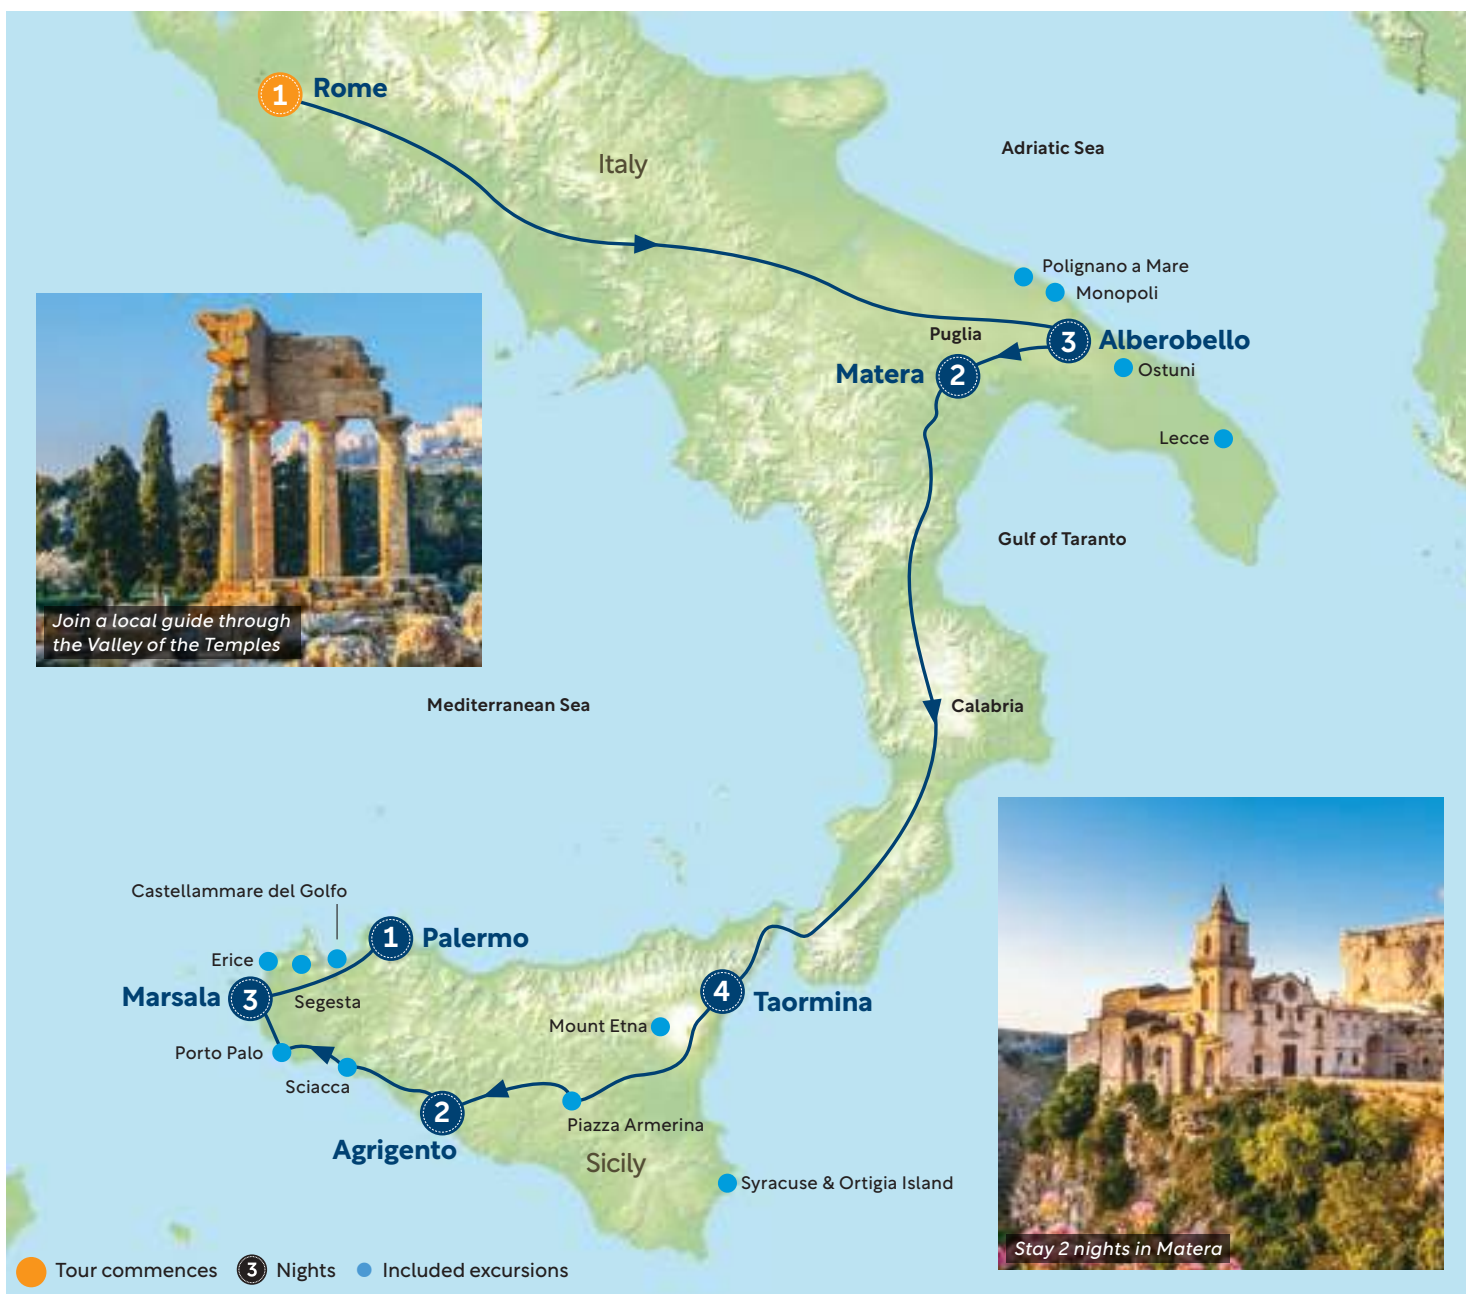 1
Rome
Italy
Adriatic Sea
Polignano a Mare
Monopoli
Puglia
3
Alberobello
Matera
2
Ostuni
Lecce
Gulf of Taranto
Join a local guide through
the Valley of the Temples
Mediterranean Sea
Calabria
Castellammare del Golfo
1
Palermo
Erice
Marsala
3
Segesta
4
Taormina
Mount Etna
Porto Palo
Sciacca
2
Agrigento
Piazza Armerina
Sicily
Syracuse & Ortigia Island
Stay 2 nights in Matera
Tour commences
3
Nights
Included excursions